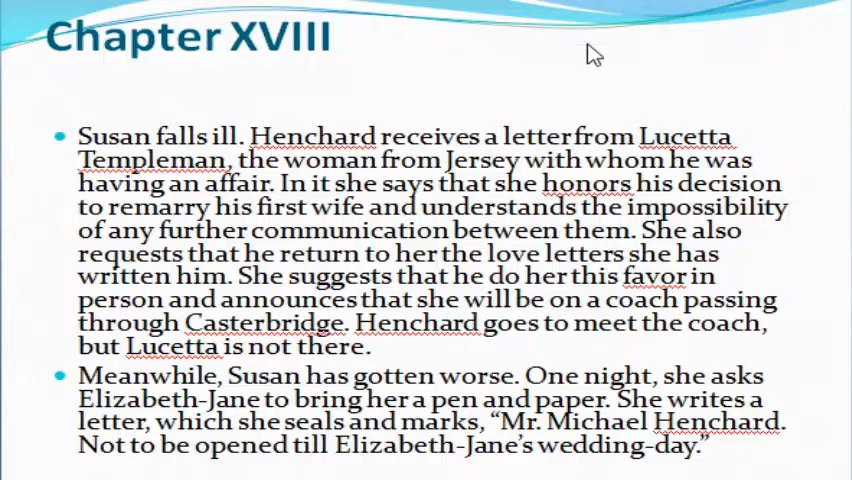 Chapter XVIII
• Susan falls ill. Henchard receives a letter from Lucetta
Templeman, the woman from Jersey with whom he was
having an affair. In it she says that she honors his decision
to remarry his first wife and understands the impossibility
of any further communication between them. She also
requests that he return to her the love letters she has
written him. She suggests that he do her this favor in
person and announces that she will be on a coach passing
through Casterbridge. Henchard goes to meet the coach,
but Lucetta is not there.
• Meanwhile, Susan has gotten worse. One night, she asks
Elizabeth-Jane to bring her a pen and paper. She writes a
letter, which she seals and marks, “Mr. Michael Henchard.
Not to be opened till Elizabeth-Jane’s wedding-day.”